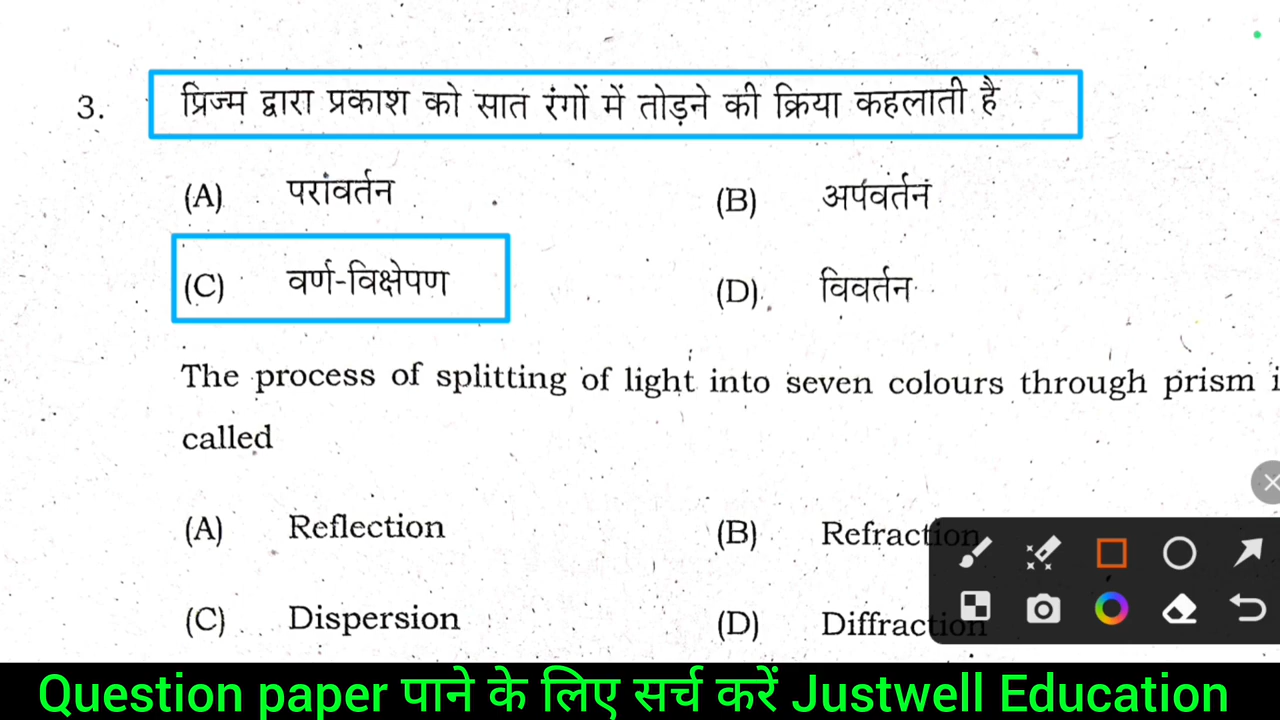 3. प्रिज्म द्वारा प्रकाश को सात रंगों में तोड़ने की क्रिया कहलाती है
(A) परावर्तन (B) अपवर्तन
(C) वर्ण-विक्षेपण (D) विवर्तन
The process of splitting of light into seven colours through prism i
called
(A) Reflection (B) Refraction
(C) Dispersion (D) Diffraction
Question paper पाने के लिए सर्च करें Justwell Education